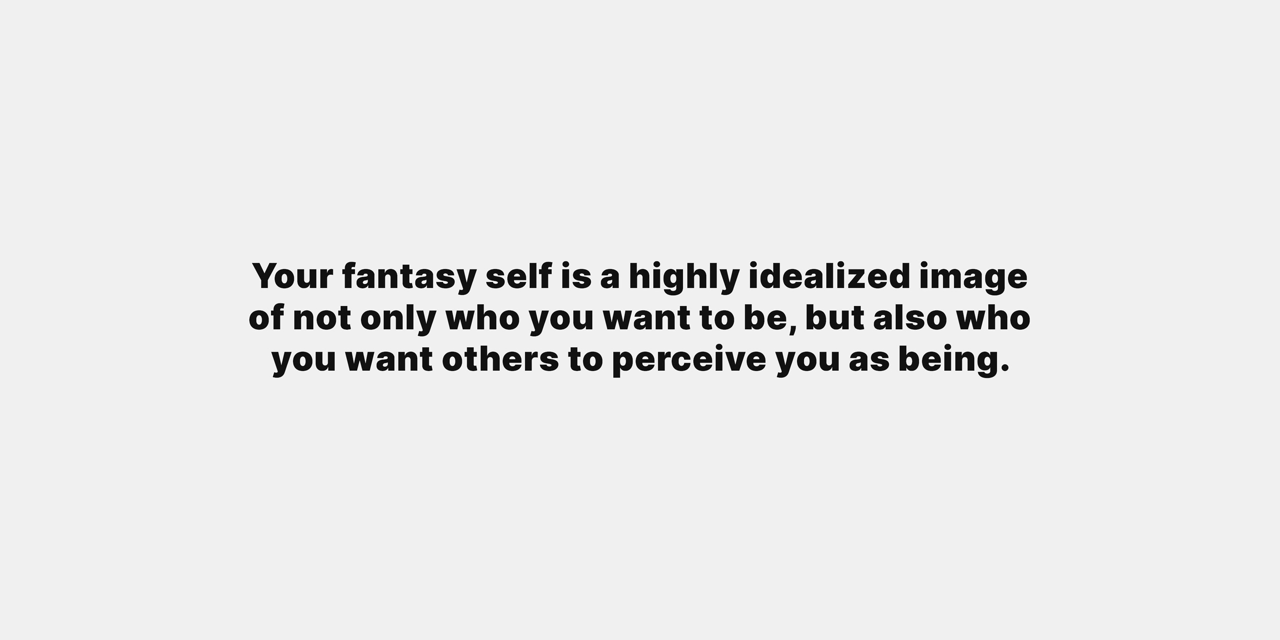 Your fantasy self is a highly idealized image
of not only who you want to be, but also who
you want others to perceive you as being.